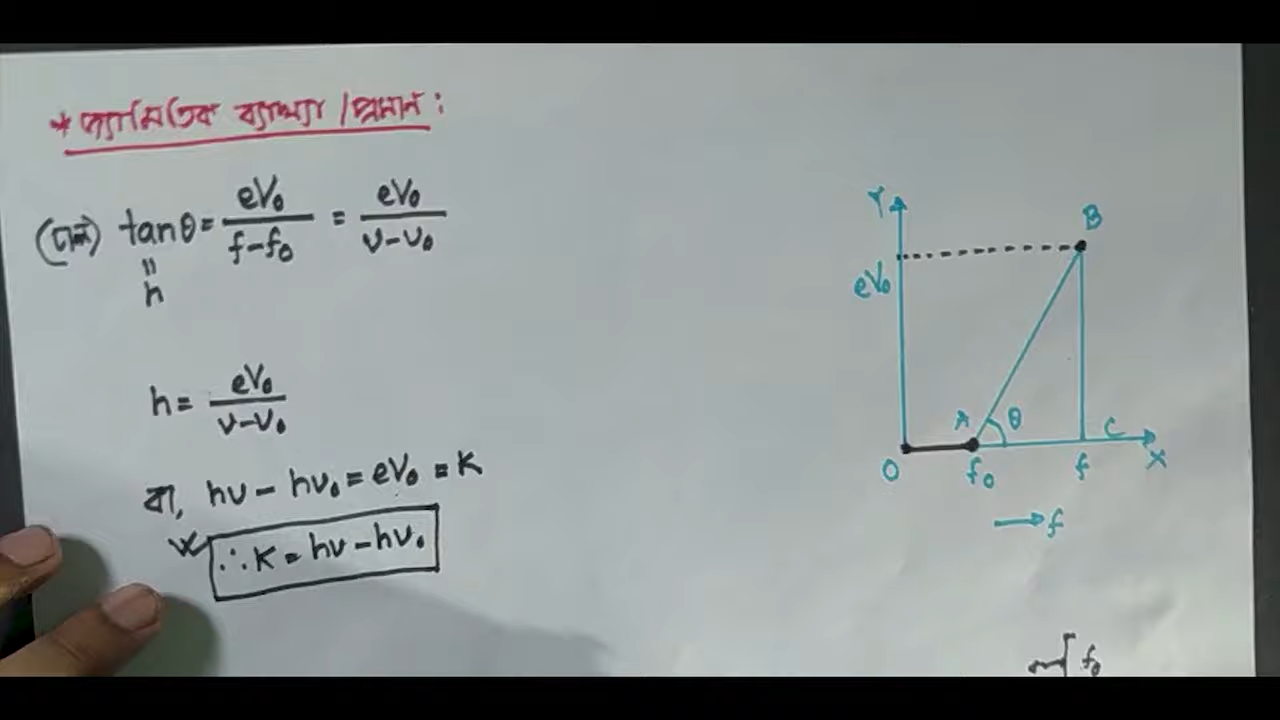 * জ্যামিতিক ব্যাখ্যা / প্রমাণ :
(ঢাল) tanθ = eV₀ / f-f₀ = eV₀ / ν-ν₀
=
h
h = eV₀ / ν-ν₀
বা, hν - hν₀ = eV₀ = K
∴ K = hν - hν₀
Y
B
eV₀
A θ C
O f₀ f X
→ f
f₀